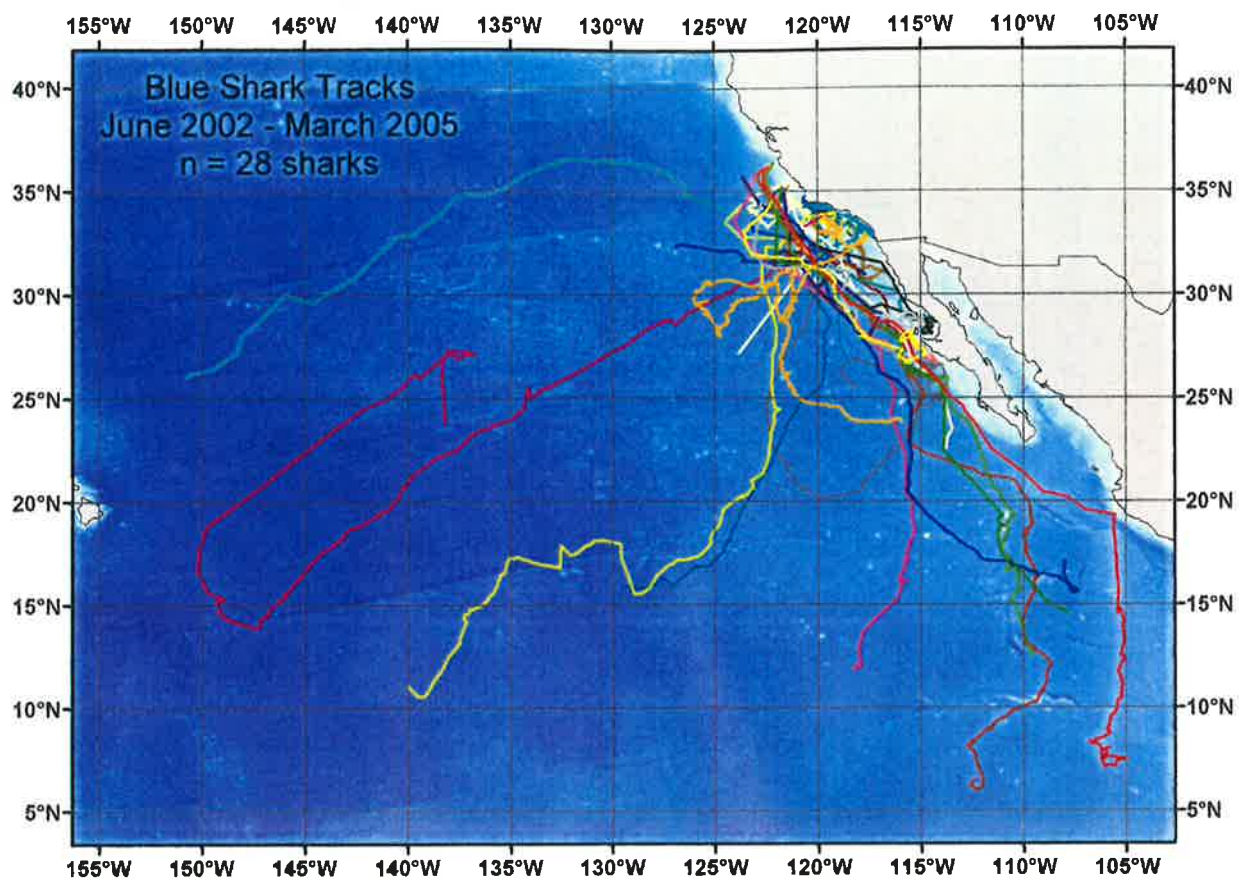 155°W 150°W 145°W 140°W 135°W 130°W 125°W 120°W 115°W 110°W 105°W
Blue Shark Tracks
June 2002 - March 2005
n = 28 sharks
40°N 40°N
35°N 35°N
30°N 30°N
25°N 25°N
20°N 20°N
15°N 15°N
10°N 10°N
5°N 5°N
155°W 150°W 145°W 140°W 135°W 130°W 125°W 120°W 115°W 110°W 105°W